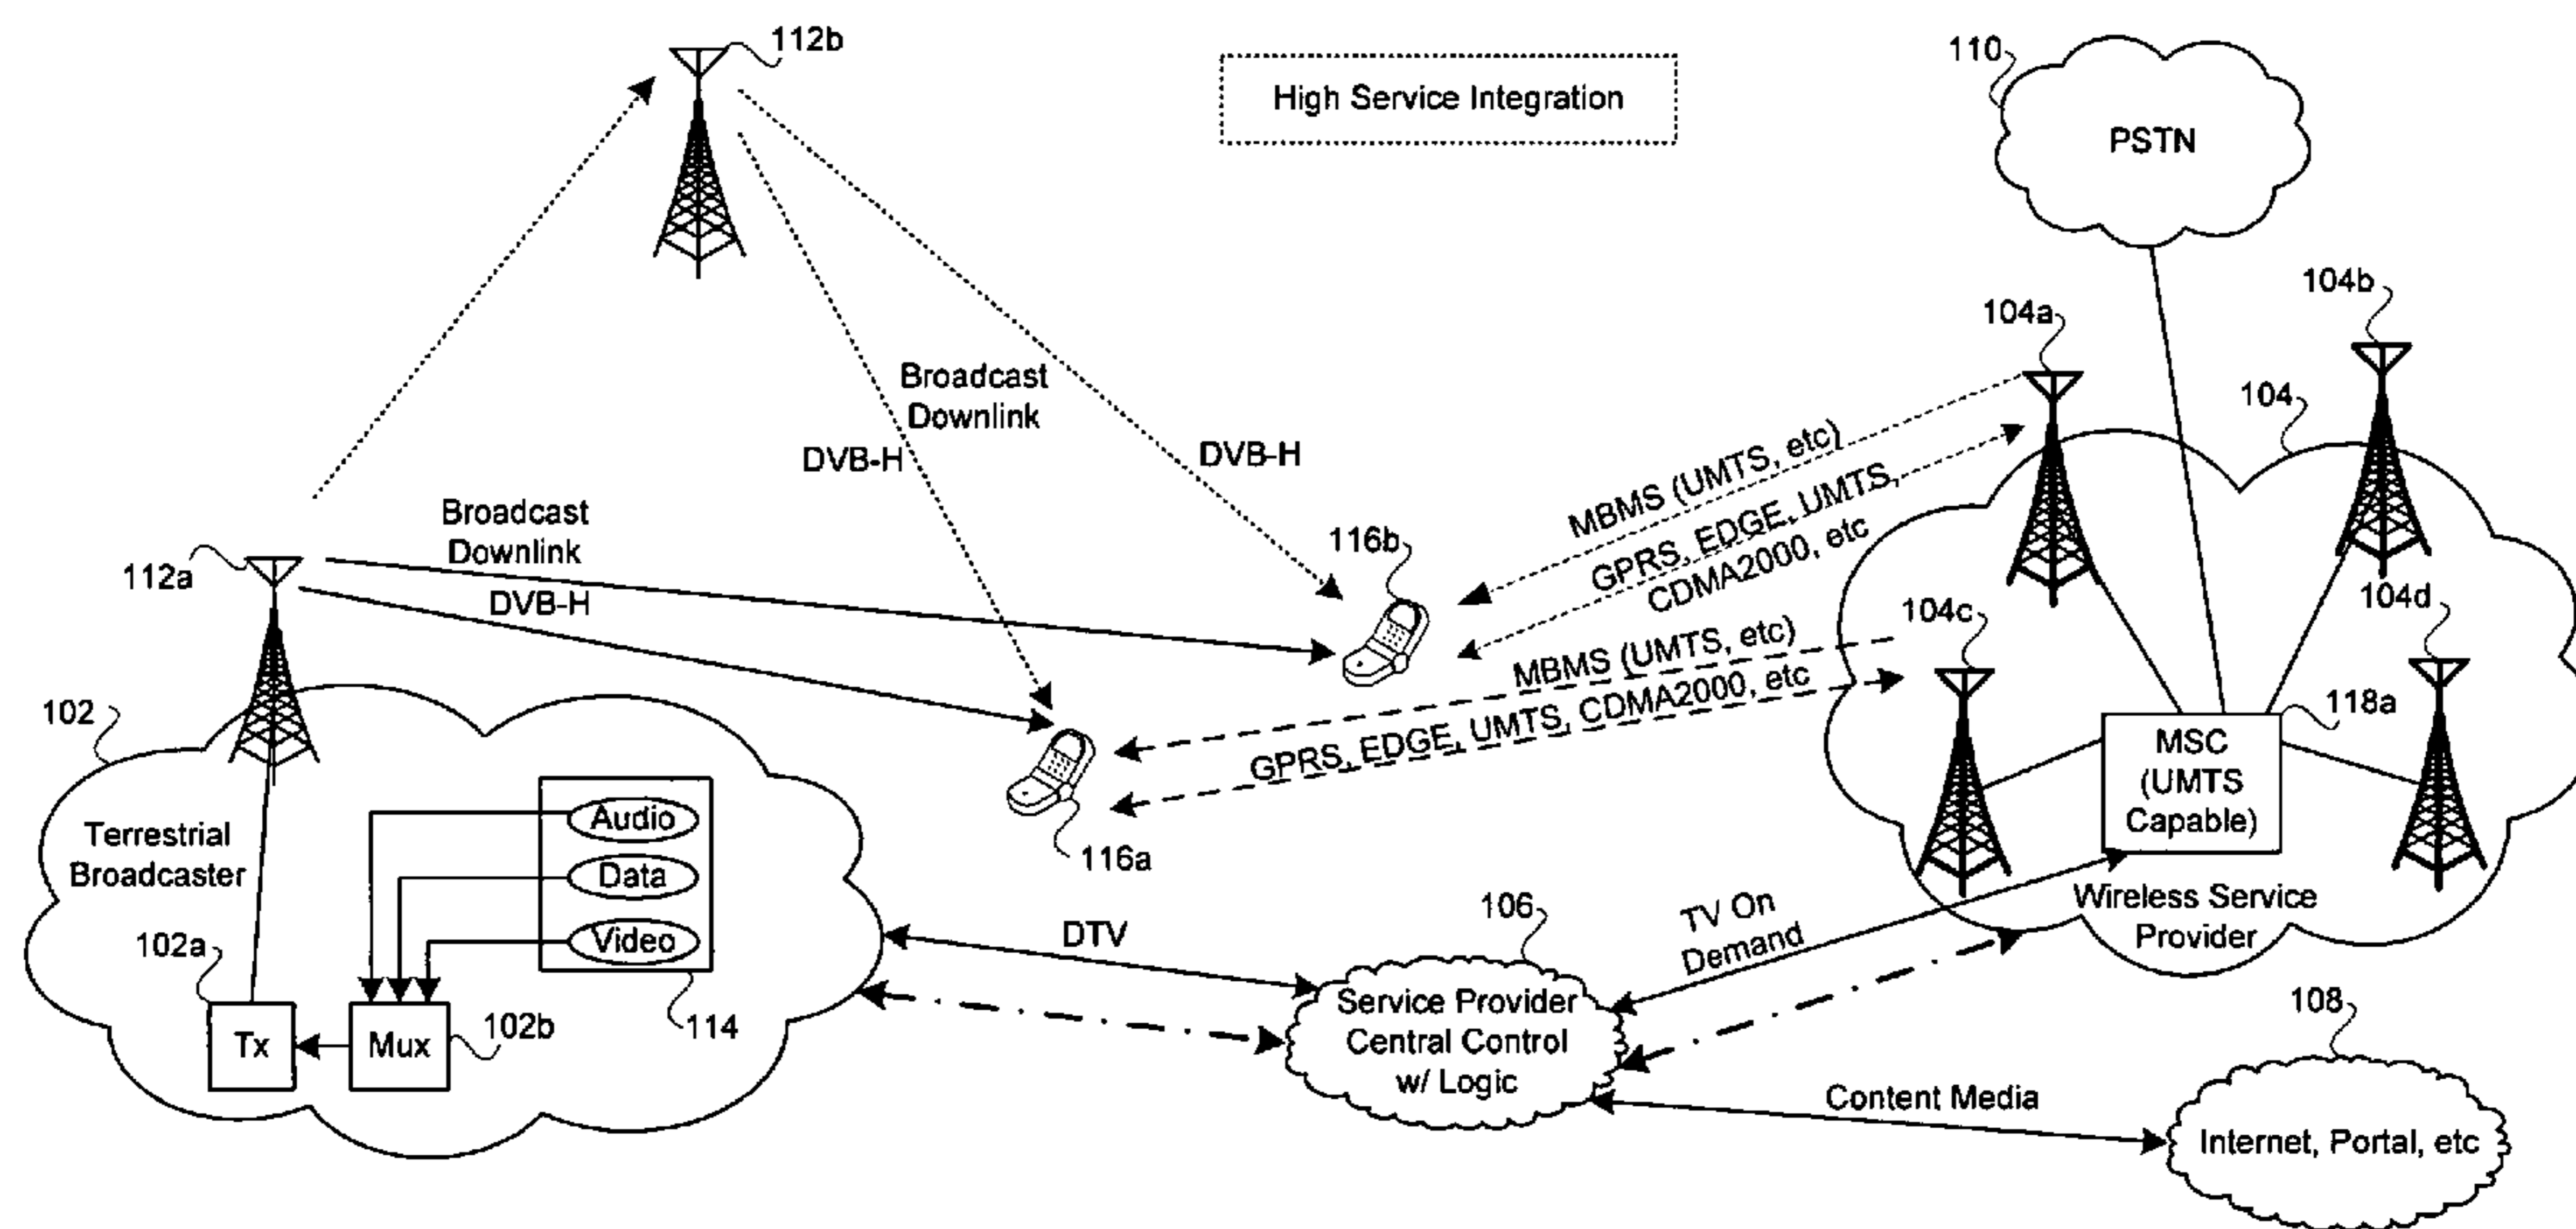 112b
High Service Integration
110
PSTN
104b
104a
104
Broadcast
Downlink
DVB-H
DVB-H
MBMS (UMTS, etc)
GPRS, EDGE, UMTS,
CDMA2000, etc
Broadcast
Downlink
112a
DVB-H
116b
104c
104d
MBMS (UMTS, etc)
GPRS, EDGE, UMTS, CDMA2000, etc
102
118a
MSC
(UMTS
Capable)
Terrestrial
Broadcaster
Audio
Data
Video
116a
Wireless Service
Provider
102a
Tx
Mux
102b
114
DTV
106
TV On
Demand
Service Provider
Central Control
w/ Logic
108
Content Media
Internet, Portal, etc